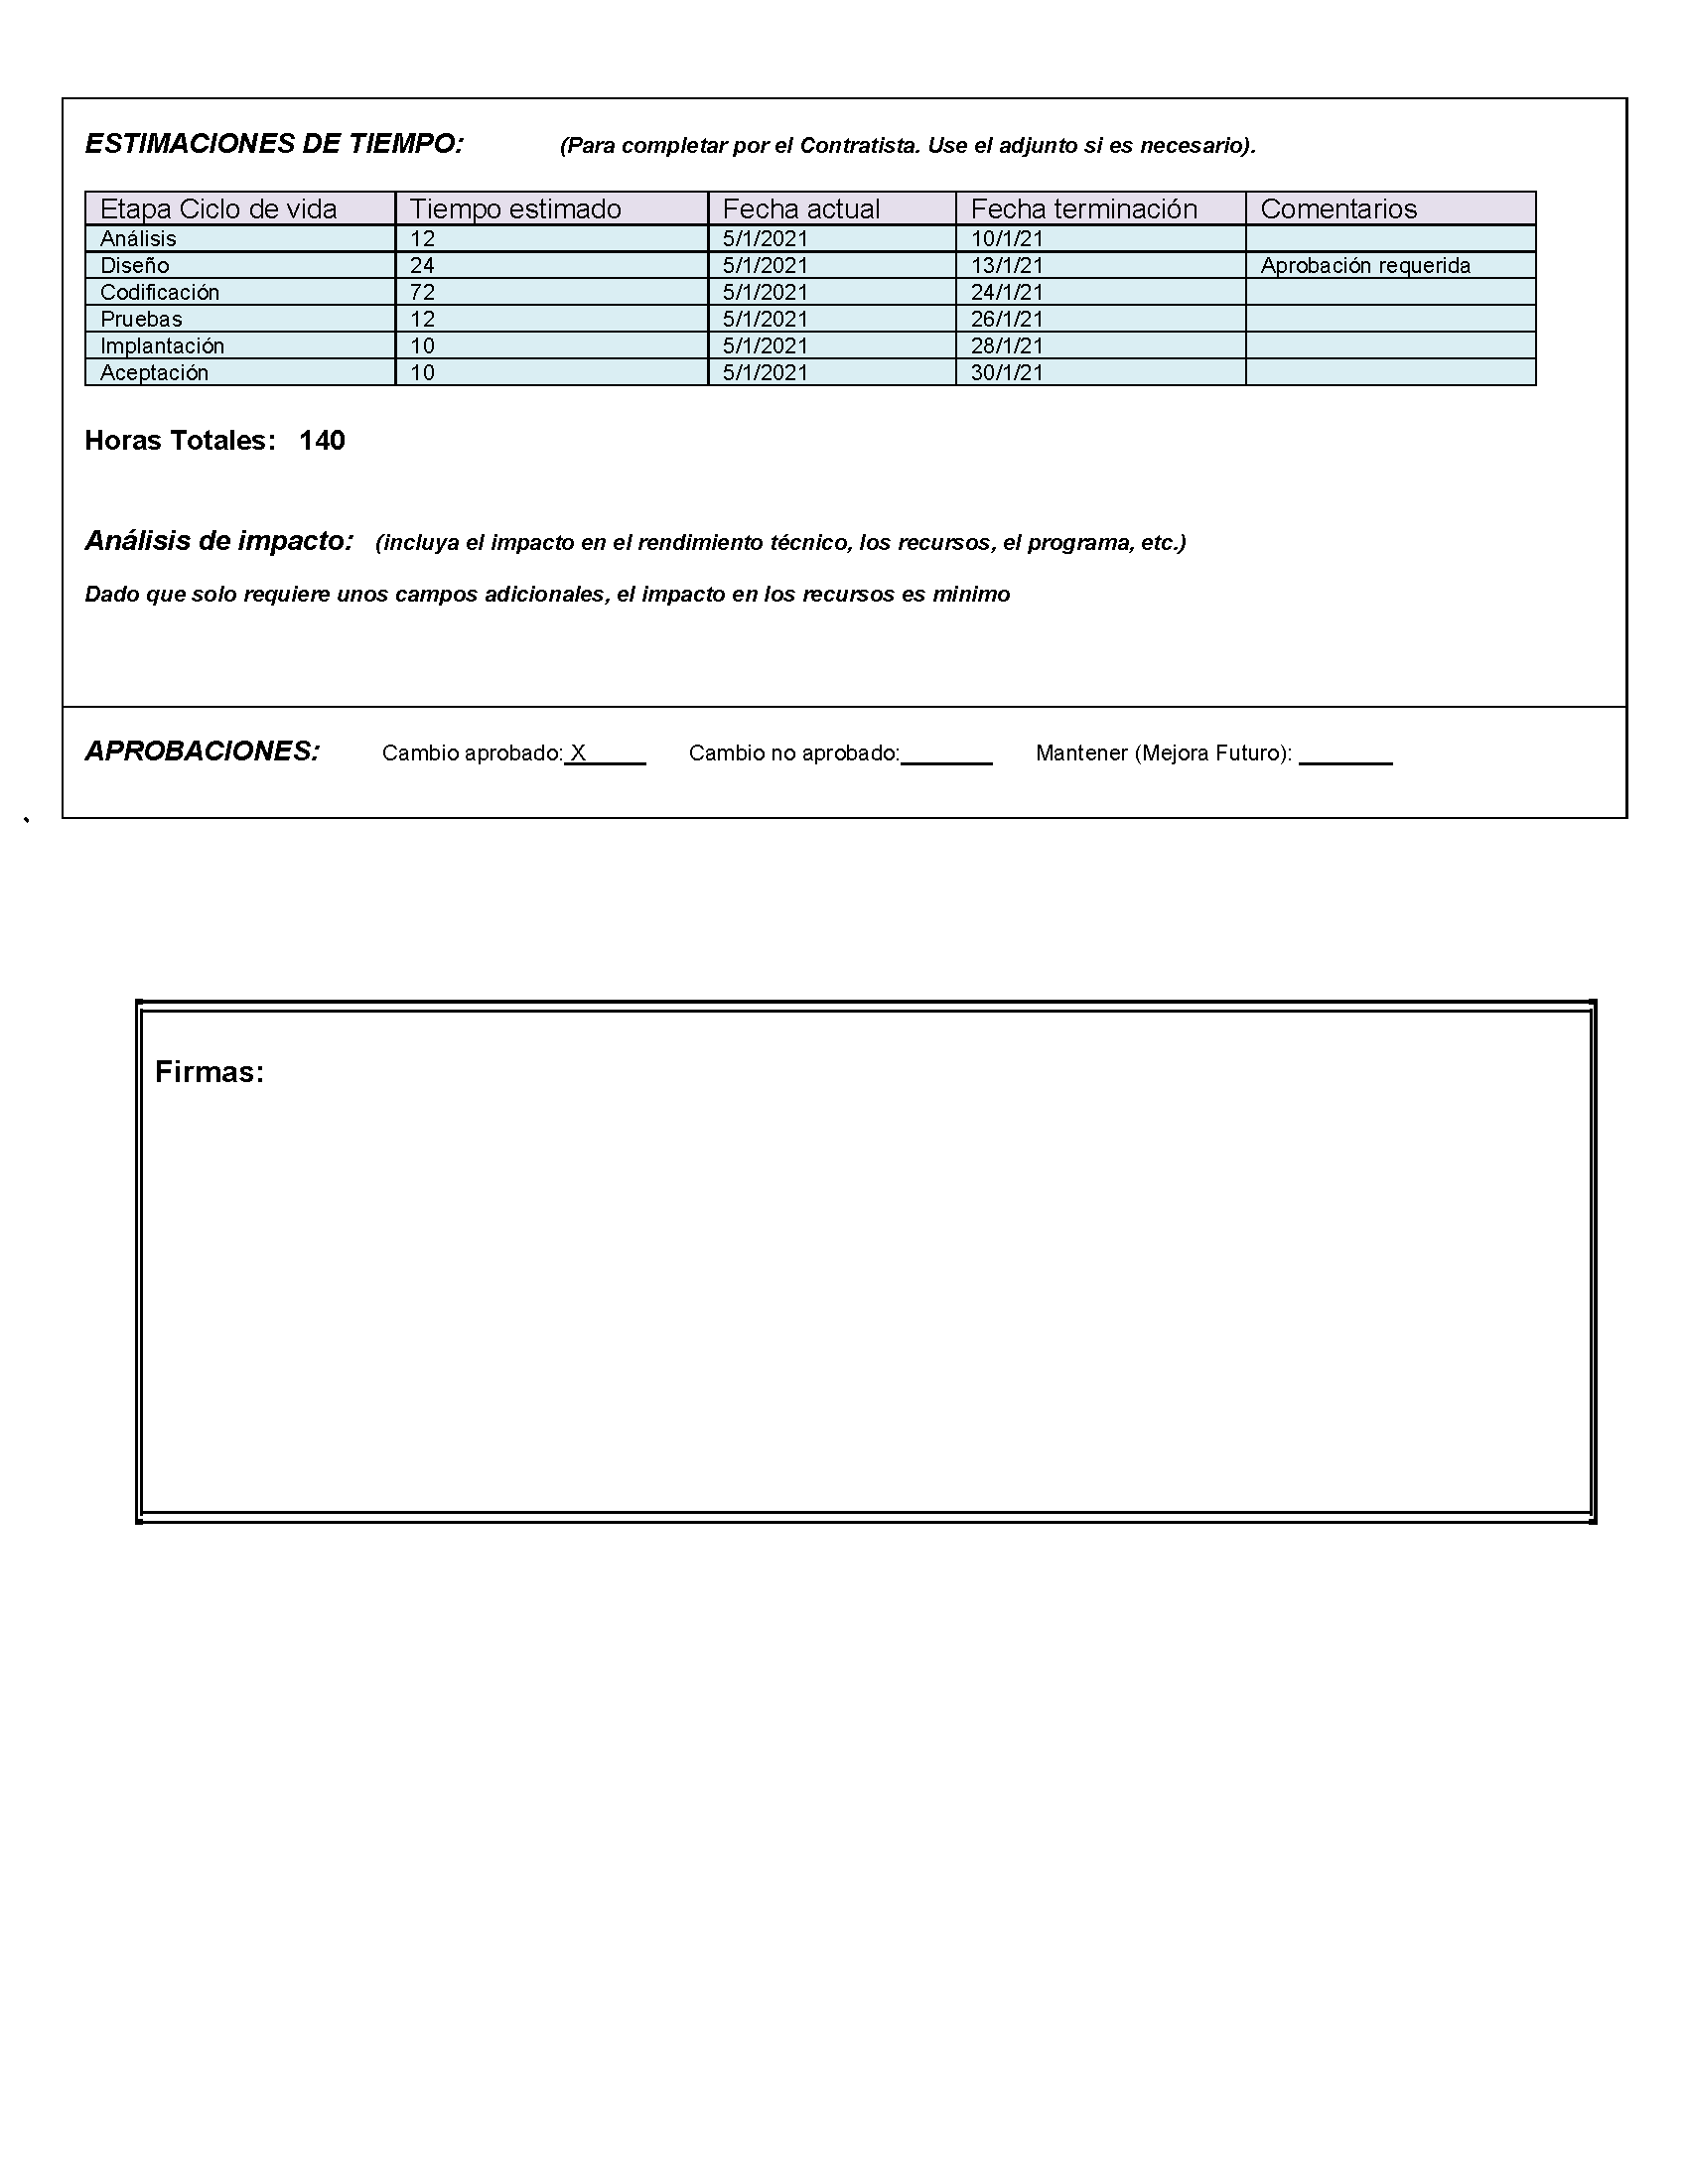 ESTIMACIONES DE TIEMPO: (Para completar por el Contratista. Use el adjunto si es necesario).
Etapa Ciclo de vida Tiempo estimado Fecha actual Fecha terminación Comentarios
Análisis 12 5/1/2021 10/1/21
Diseño 24 5/1/2021 13/1/21 Aprobación requerida
Codificación 72 5/1/2021 24/1/21
Pruebas 12 5/1/2021 26/1/21
Implantación 10 5/1/2021 28/1/21
Aceptación 10 5/1/2021 30/1/21
Horas Totales: 140
Análisis de impacto: (incluya el impacto en el rendimiento técnico, los recursos, el programa, etc.)
Dado que solo requiere unos campos adicionales, el impacto en los recursos es minimo
APROBACIONES: Cambio aprobado: X Cambio no aprobado: Mantener (Mejora Futuro):
Firmas: